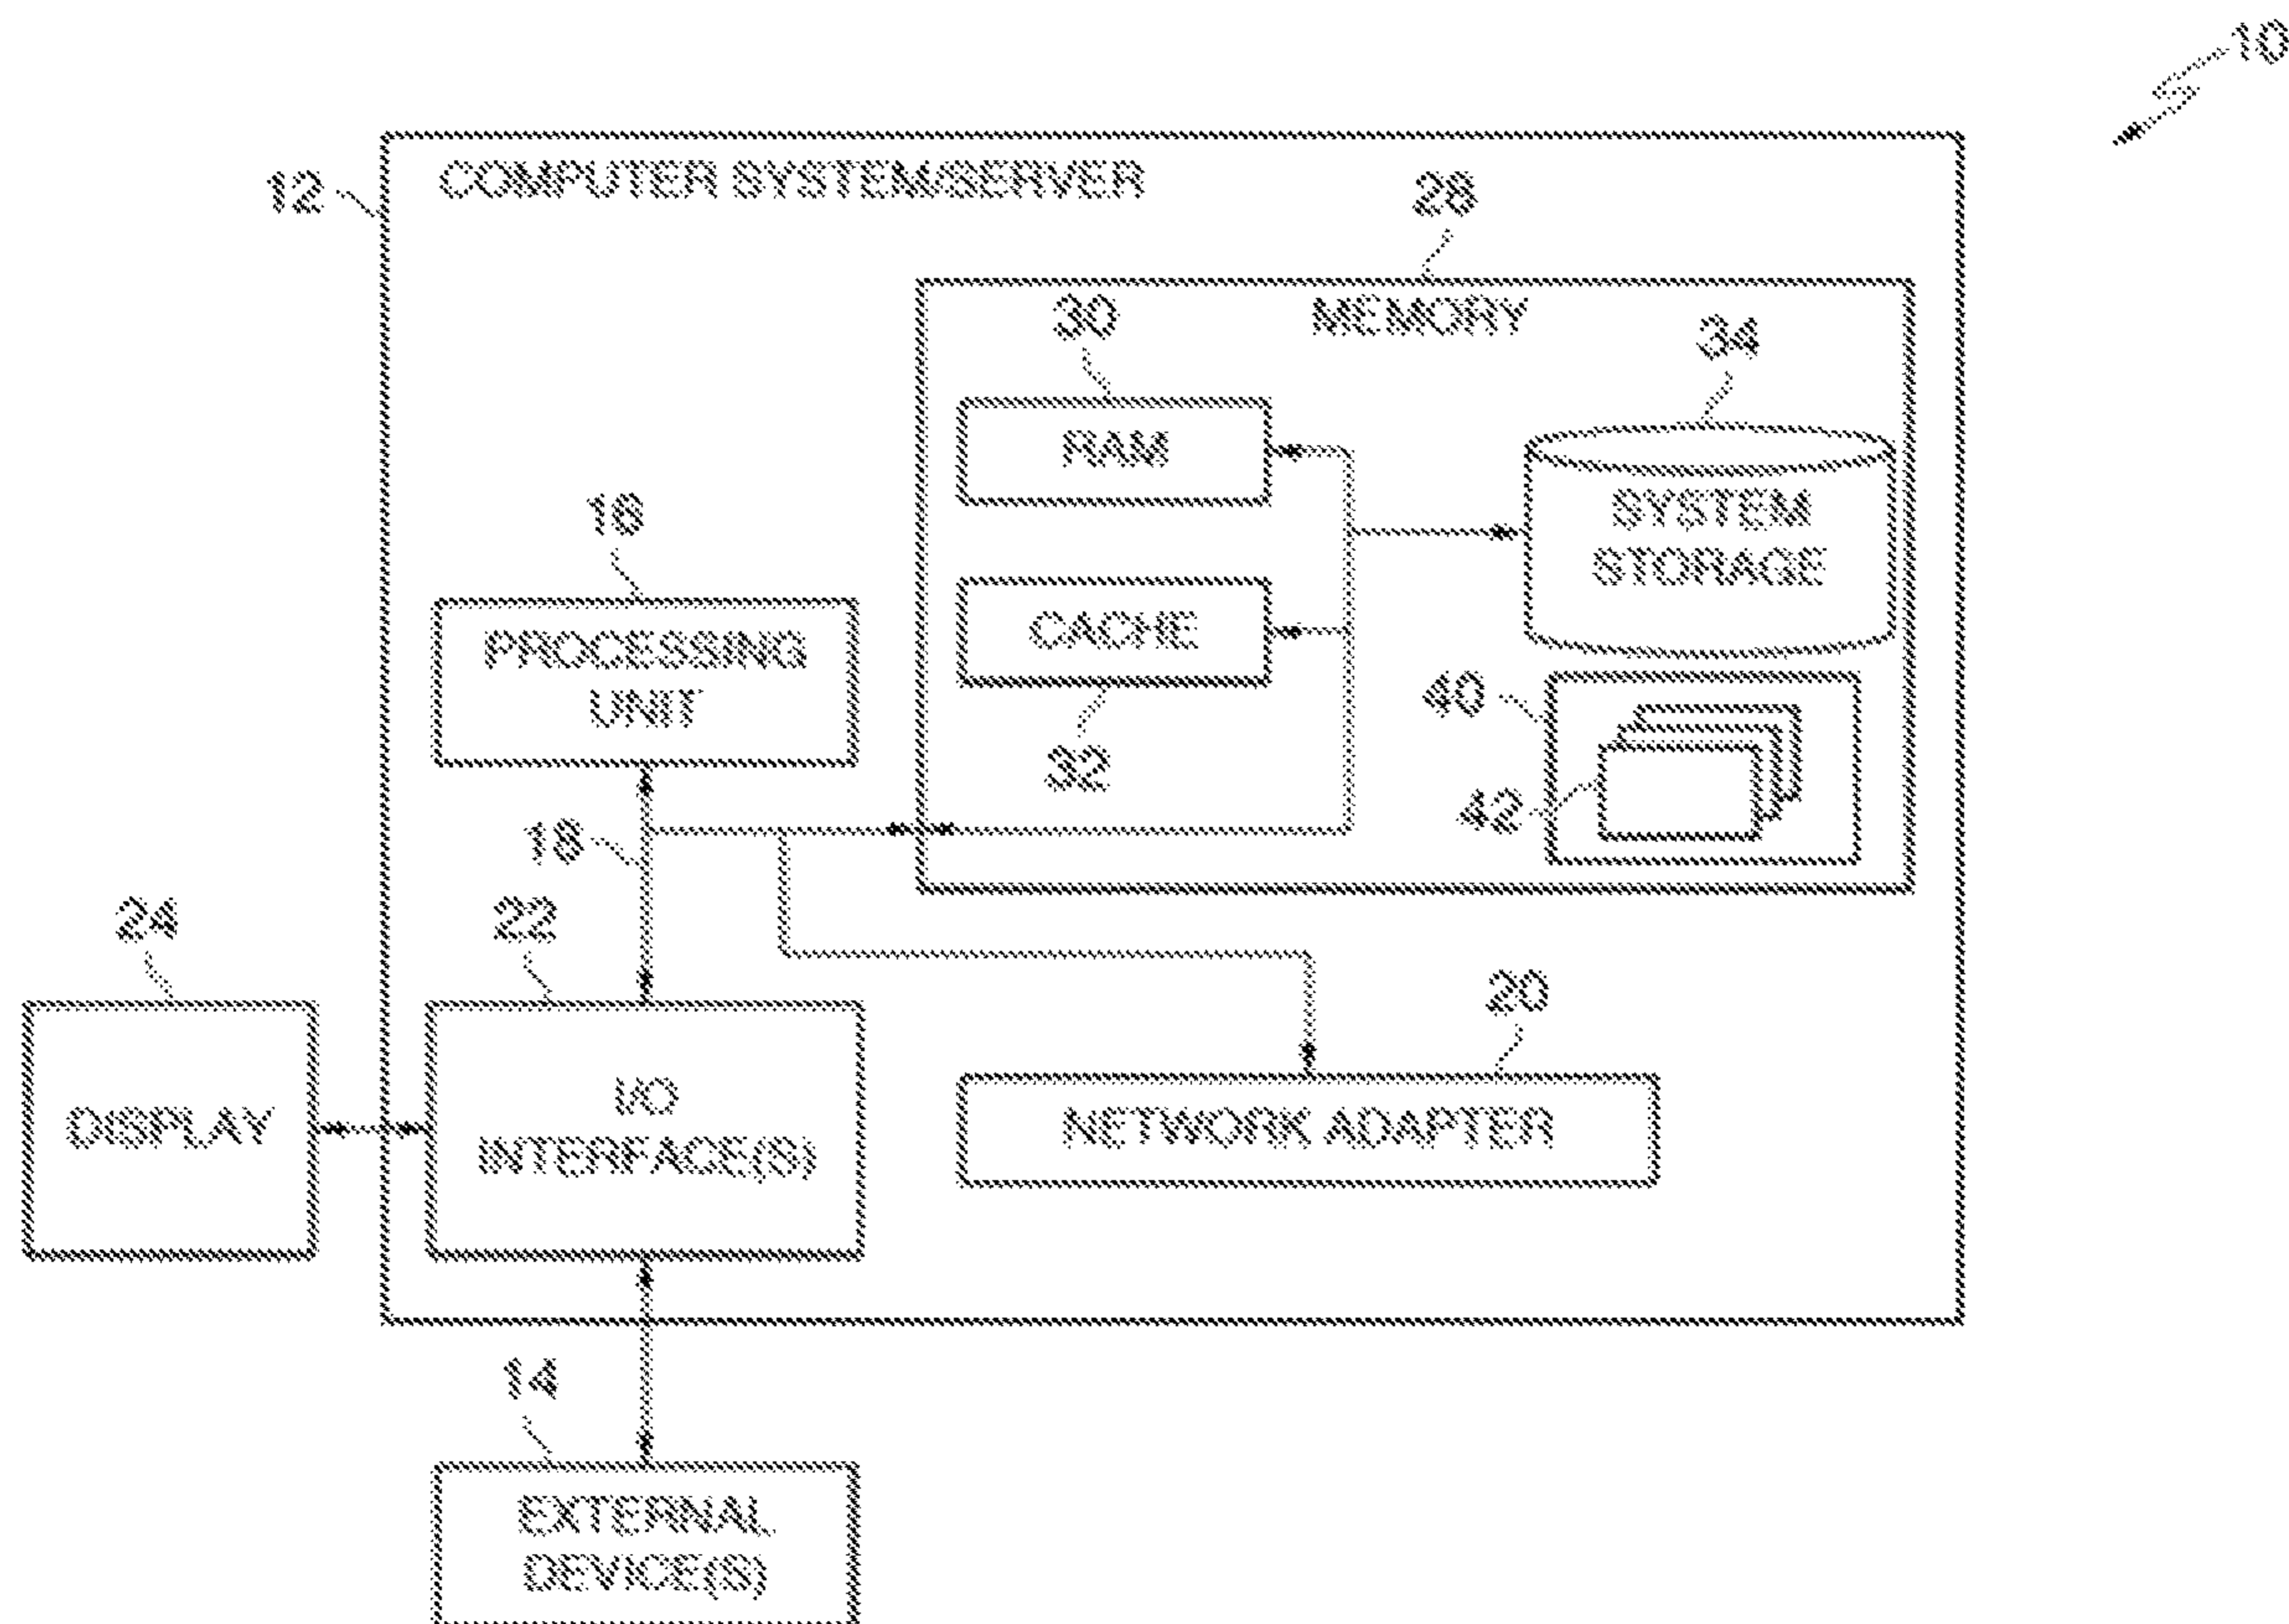 10
12
COMPUTER SYSTEM/SERVER
28
MEMORY
30
34
RAM
SYSTEM
STORAGE
16
CACHE
PROCESSING
UNIT
40
32
42
18
24
22
20
DISPLAY
I/O
INTERFACE(S)
NETWORK ADAPTER
14
EXTERNAL
DEVICE(S)